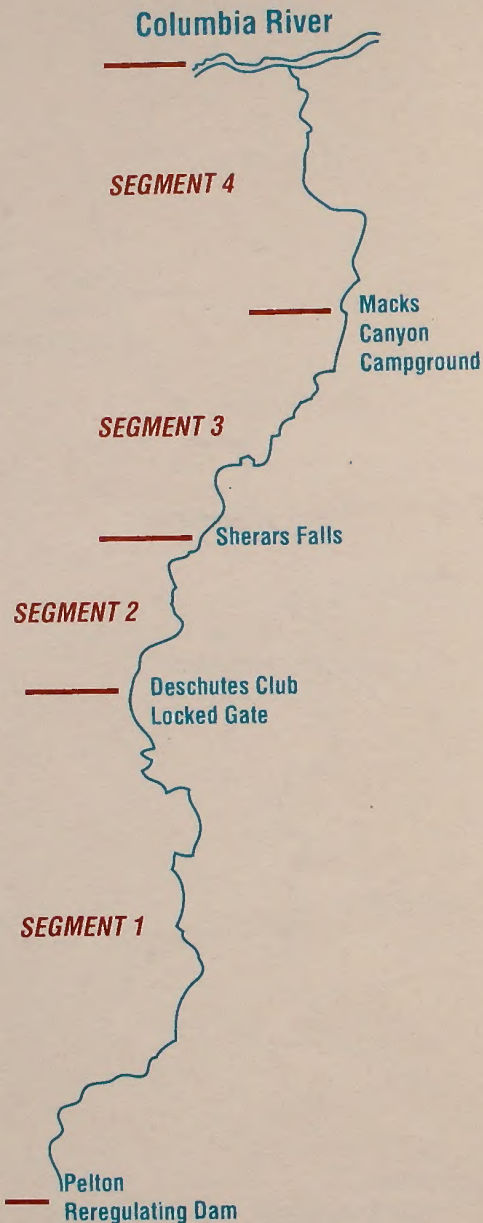 Columbia River
SEGMENT 4
Macks
Canyon
Campground
SEGMENT 3
Sherars Falls
SEGMENT 2
Deschutes Club
Locked Gate
SEGMENT 1
Pelton
Reregulating Dam